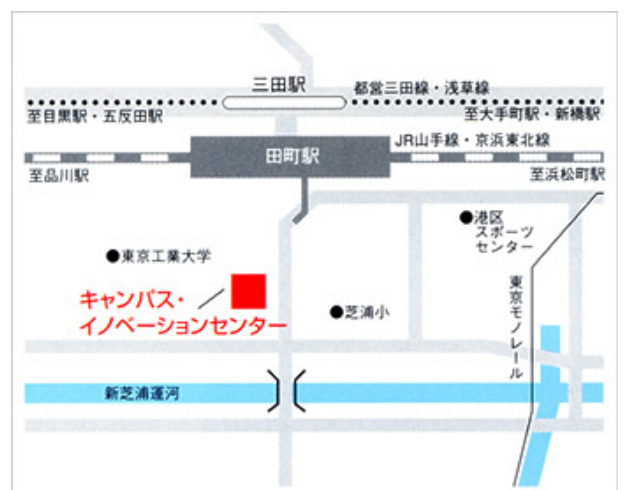 三田駅
都営三田線・浅草線
至目黒駅・五反田駅
至大手町駅・新橋駅
田町駅
JR山手線・京浜東北線
至品川駅
至浜松町駅
●港区
スポーツ
センター
●東京工業大学
東京モノレール
キャンパス・
イノベーションセンター
●芝浦小
新芝浦運河